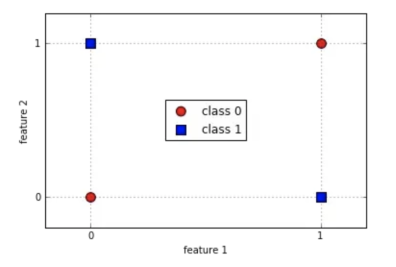 1
feature 2
class 0
class 1
0
0
1
feature 1